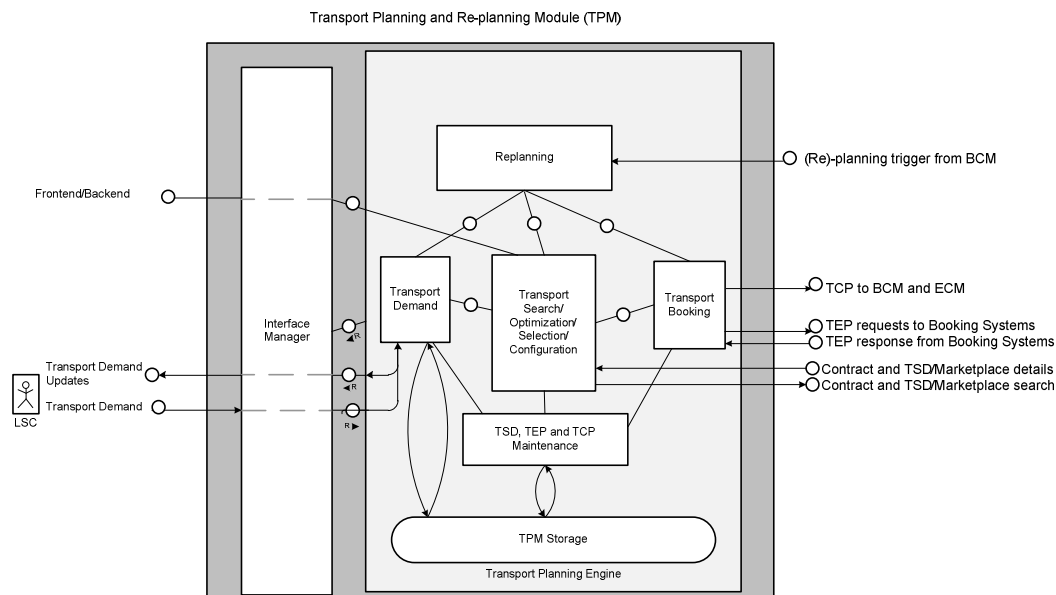 Transport Planning and Re-planning Module (TPM)
Replanning
(Re)-planning trigger from BCM
Frontend/Backend
Transport
Demand
Transport
Search/
Optimization/
Selection/
Configuration
Transport
Booking
TCP to BCM and ECM
Interface
Manager
R
TEP requests to Booking Systems
TEP response from Booking Systems
Transport Demand
Updates
R
Contract and TSD/Marketplace details
Contract and TSD/Marketplace search
Transport Demand
R
LSC
TSD, TEP and TCP
Maintenance
TPM Storage
Transport Planning Engine